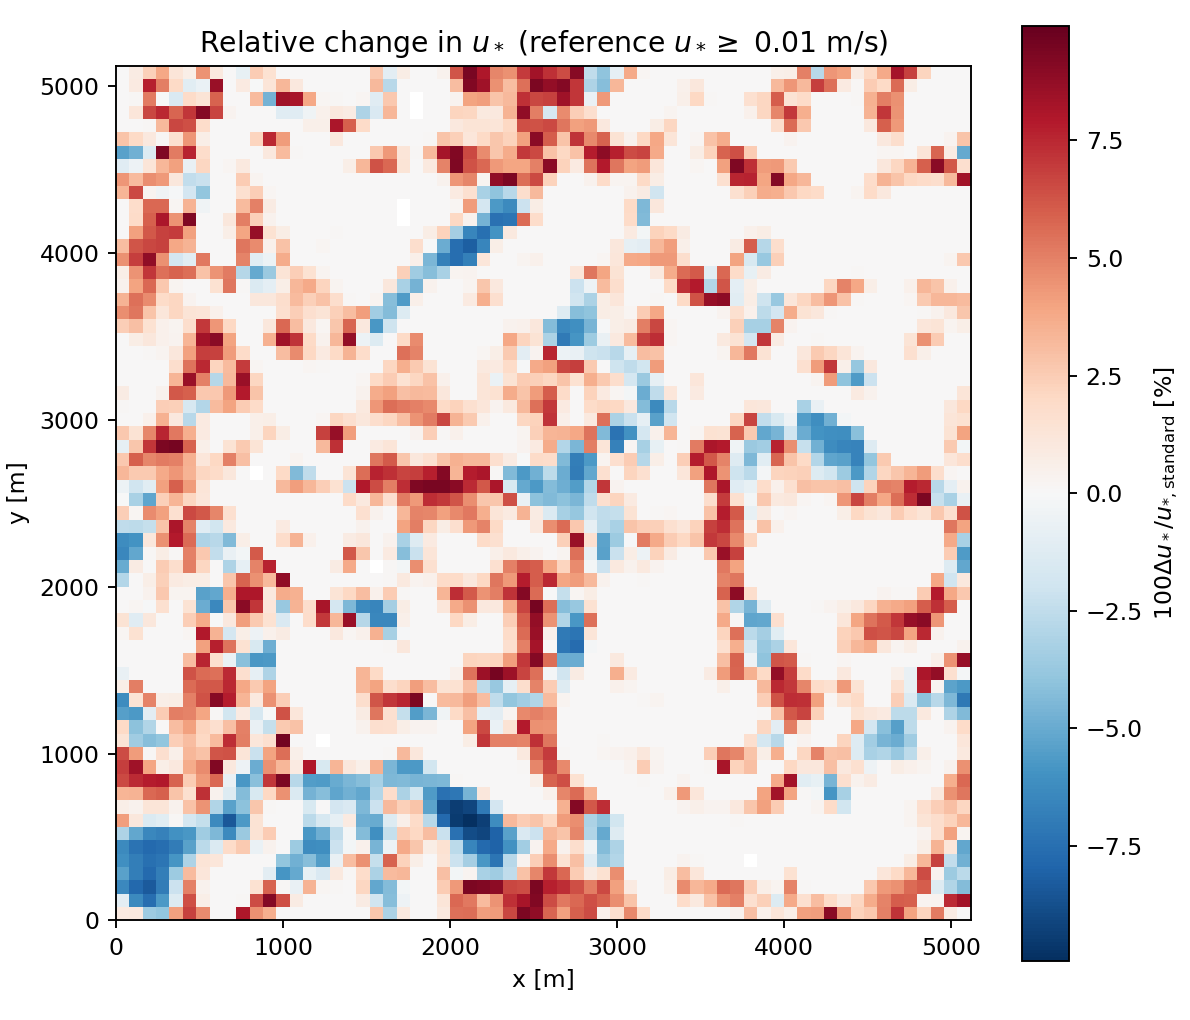 Relative change in u* (reference u* ≥ 0.01 m/s)
5000
4000
3000
2000
1000
0
y [m]
0 1000 2000 3000 4000 5000
x [m]
7.5
5.0
2.5
0.0
−2.5
−5.0
−7.5
100Δu*/u*, standard [%]